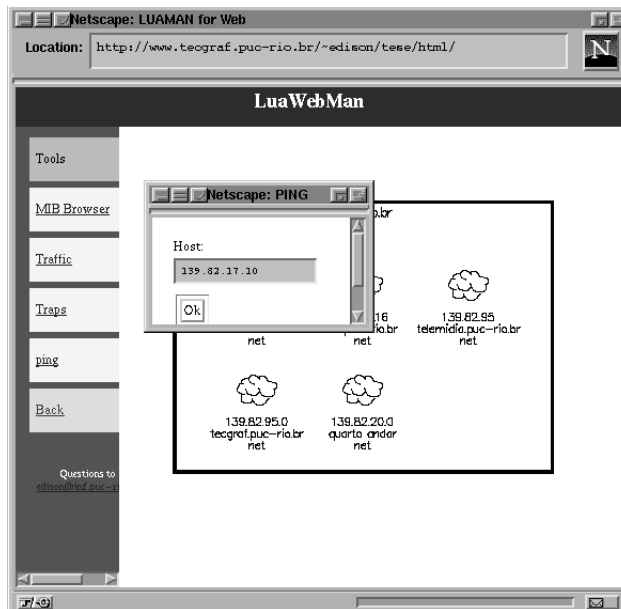 Netscape: LUAMAN for Web
Location: http://www.tecgraf.puc-rio.br/~edison/tese/html/
N
LuaWebMan
Tools
MIB Browser
Traffic
Traps
ping
Back
Questions to
Netscape: PING
Host:
139.82.17.10
Ok
net
net
139.82.95
telemidia.puc-rio.br
net
139.82.95.0
tecgraf.puc-rio.br
net
139.82.20.0
quarto andar
net